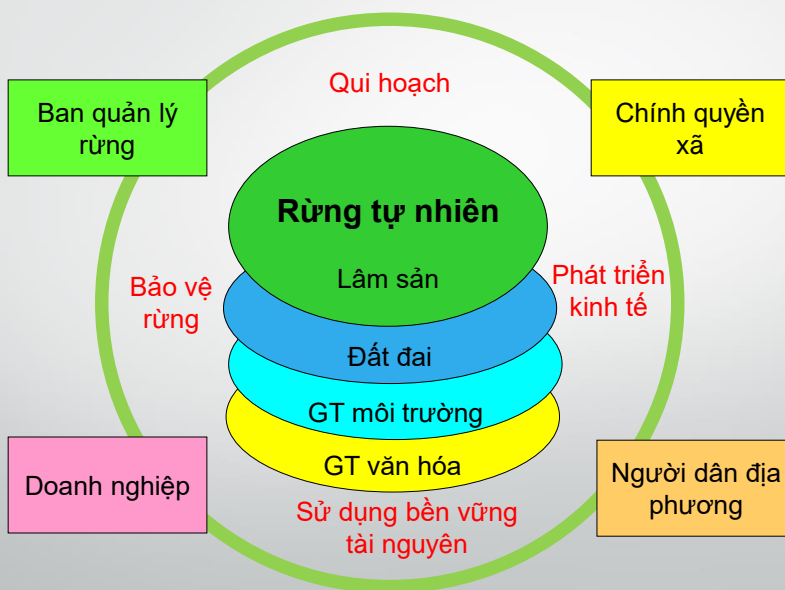 Qui hoạch
Ban quản lý
rừng
Chính quyền
xã
Rừng tự nhiên
Lâm sản
Bảo vệ
rừng
Phát triển
kinh tế
Đất đai
GT môi trường
GT văn hóa
Doanh nghiệp
Người dân địa
phương
Sử dụng bền vững
tài nguyên